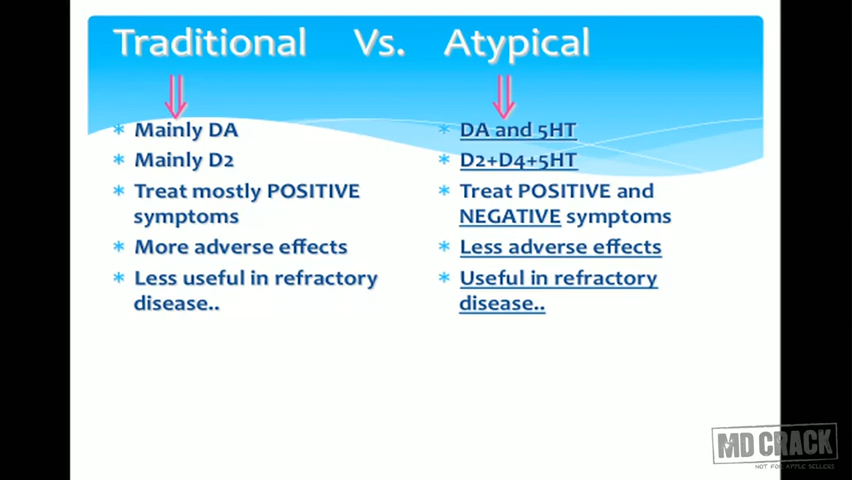 Traditional Vs. Atypical
* Mainly DA
* Mainly D2
* Treat mostly POSITIVE
symptoms
* More adverse effects
* Less useful in refractory
disease..
* DA and 5HT
* D2+D4+5HT
* Treat POSITIVE and
NEGATIVE symptoms
* Less adverse effects
* Useful in refractory
disease..
MD CRACK
NOT FOR APPLE SELLERS